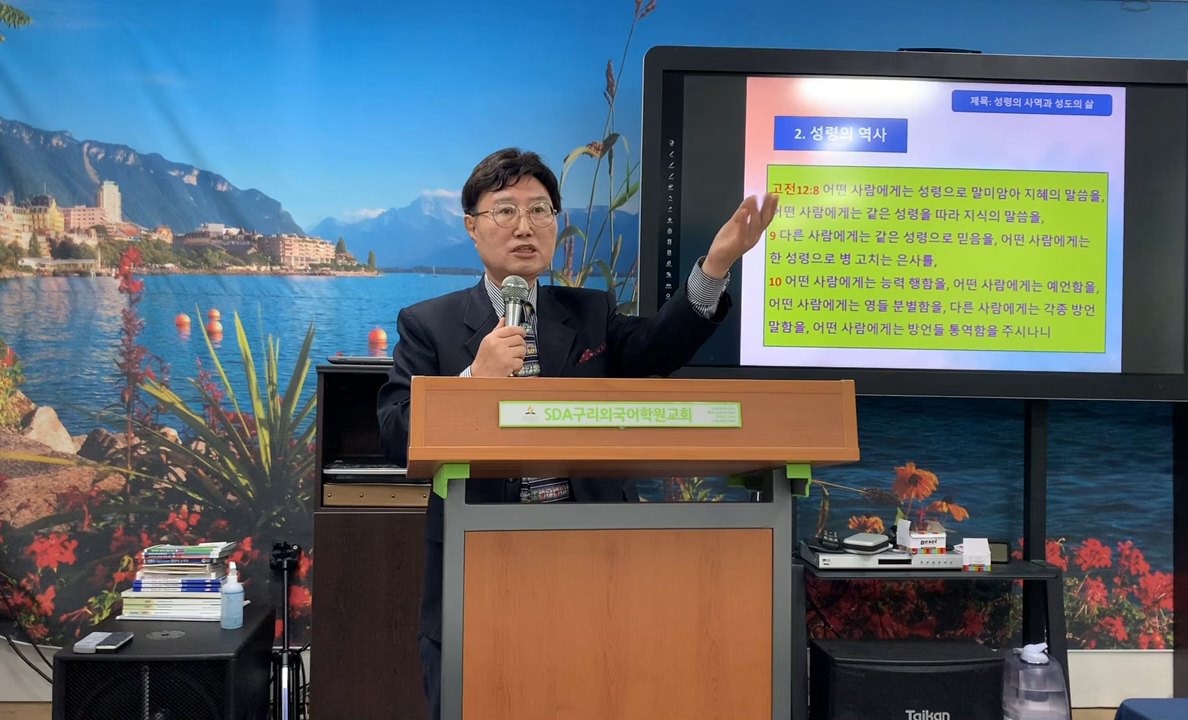 제목: 성령의 사역과 성도의 삶
2. 성령의 역사
고전12:8 어떤 사람에게는 성령으로 말미암아 지혜의 말씀을,
어떤 사람에게는 같은 성령을 따라 지식의 말씀을,
9 다른 사람에게는 같은 성령으로 믿음을, 어떤 사람에게는
한 성령으로 병 고치는 은사를,
10 어떤 사람에게는 능력 행함을, 어떤 사람에게는 예언함을,
어떤 사람에게는 영들 분별함을, 다른 사람에게는 각종 방언
말함을, 어떤 사람에게는 방언들 통역함을 주시나니
SDA구리외국어학원교회
Taikan